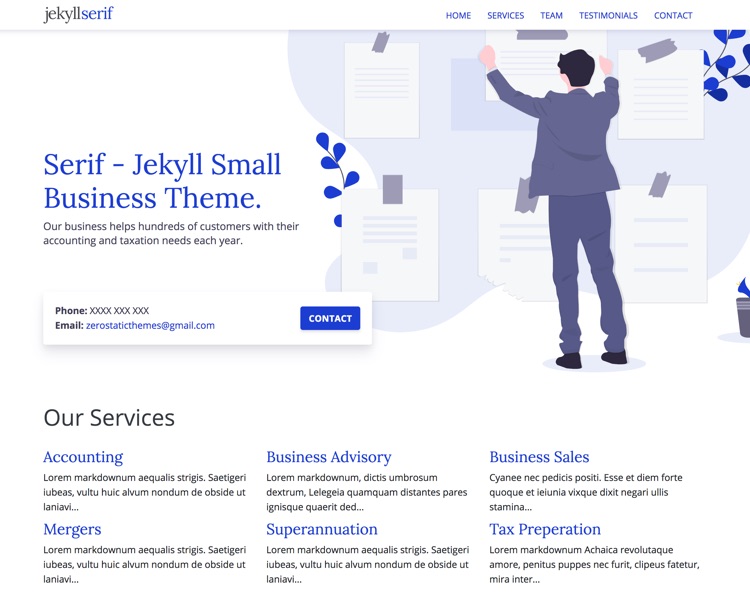 jekyllserif
HOME SERVICES TEAM TESTIMONIALS CONTACT
Serif - Jekyll Small
Business Theme.
Our business helps hundreds of customers with their
accounting and taxation needs each year.
Phone: XXXX XXX XXX
Email: zerostaticthemes@gmail.com
CONTACT
Our Services
Accounting
Lorem markdownum aequalis strigis. Saetigeri
iubeas, vultu huic alvum nondum de obside ut
laniavi...
Business Advisory
Lorem markdownum, dictis umbrosum
dextrum, Lelegeia quamquam distantes pares
ignisque quaerit ded...
Business Sales
Cyanee nec pedicis positi. Esse et diem forte
quoque et ieiunia vixque dixit negari ullis
stamina...
Mergers
Lorem markdownum aequalis strigis. Saetigeri
iubeas, vultu huic alvum nondum de obside ut
laniavi...
Superannuation
Lorem markdownum aequalis strigis. Saetigeri
iubeas, vultu huic alvum nondum de obside ut
laniavi...
Tax Preperation
Lorem markdownum Achaica revolutaque
amore, penitus puppes nec furit, clipeus fatetur,
mira inter...